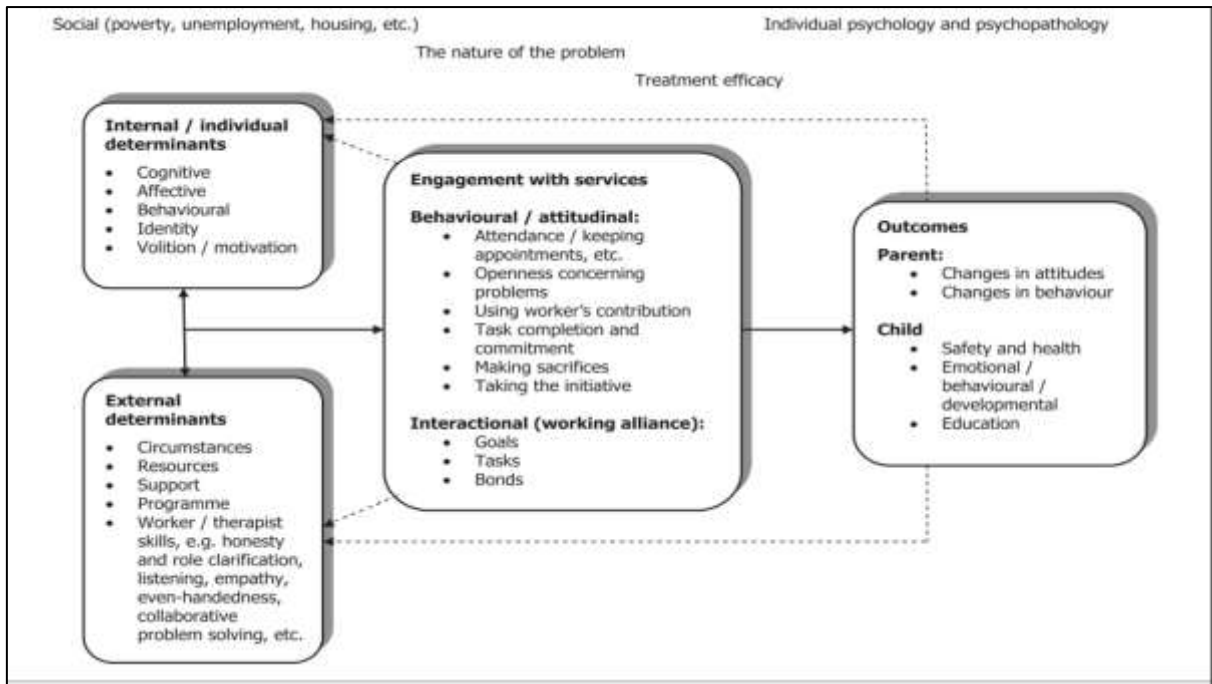 Social (poverty, unemployment, housing, etc.)
Individual psychology and psychopathology
The nature of the problem
Treatment efficacy
Internal / individual
determinants
• Cognitive
• Affective
• Behavioural
• Identity
• Volition / motivation
External
determinants
• Circumstances
• Resources
• Support
• Programme
• Worker / therapist
skills, e.g. honesty
and role clarification,
listening, empathy,
even-handedness,
collaborative
problem solving, etc.
Engagement with services
Behavioural / attitudinal:
• Attendance / keeping
appointments, etc.
• Openness concerning
problems
• Using worker's contribution
• Task completion and
commitment
• Making sacrifices
• Taking the initiative
Interactional (working alliance):
• Goals
• Tasks
• Bonds
Outcomes
Parent:
• Changes in attitudes
• Changes in behaviour
Child
• Safety and health
• Emotional /
behavioural /
developmental
• Education